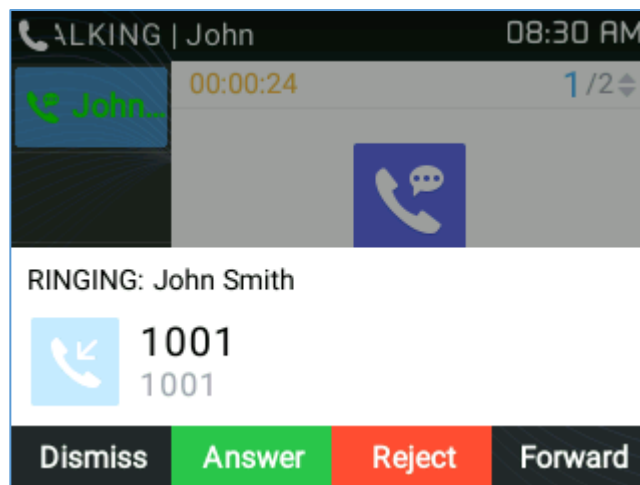 ALKING | John 08:30 AM
John... 00:00:24 1/2
RINGING: John Smith
1001
1001
Dismiss Answer Reject Forward